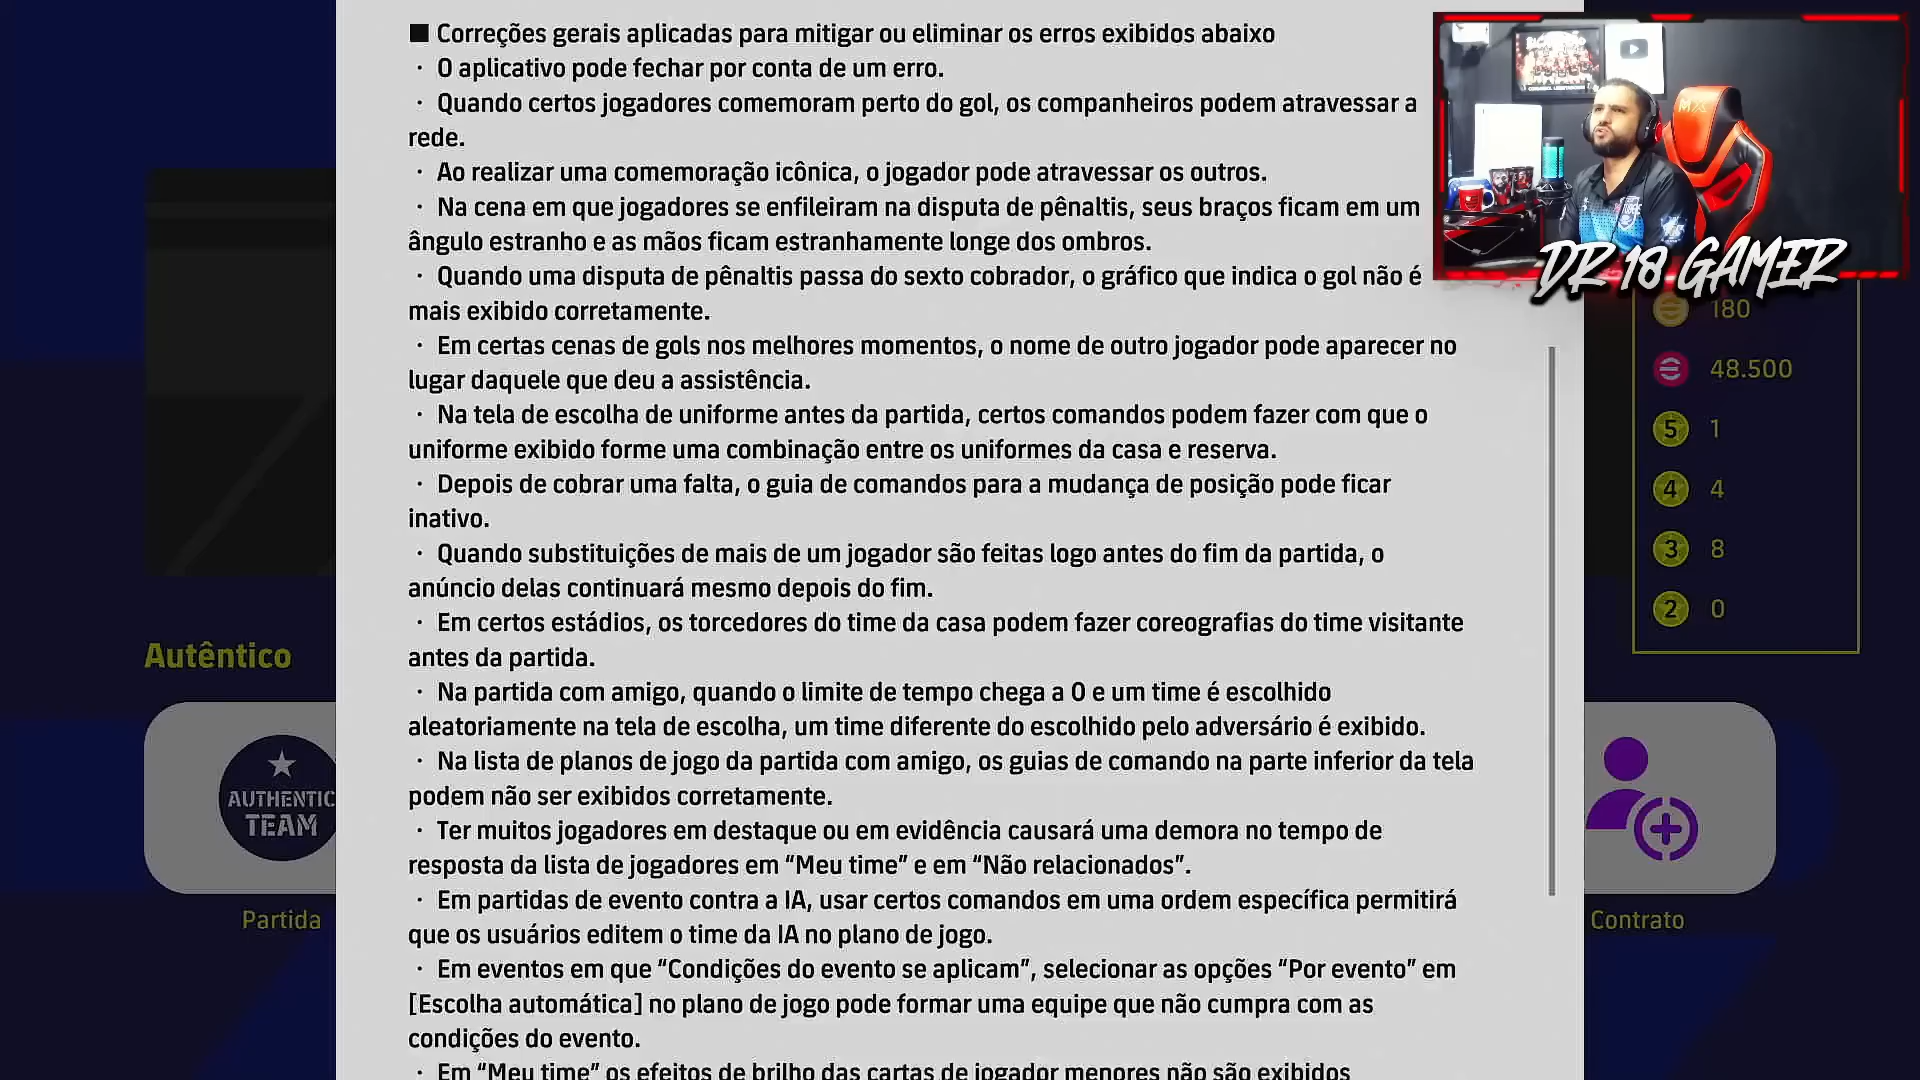 ■ Correções gerais aplicadas para mitigar ou eliminar os erros exibidos abaixo
・ O aplicativo pode fechar por conta de um erro.
・ Quando certos jogadores comemoram perto do gol, os companheiros podem atravessar a
rede.
・ Ao realizar uma comemoração icônica, o jogador pode atravessar os outros.
・ Na cena em que jogadores se enfileiram na disputa de pênaltis, seus braços ficam em um
ângulo estranho e as mãos ficam estranhamente longe dos ombros.
・ Quando uma disputa de pênaltis passa do sexto cobrador, o gráfico que indica o gol não é
mais exibido corretamente.
・ Em certas cenas de gols nos melhores momentos, o nome de outro jogador pode aparecer no
lugar daquele que deu a assistência.
・ Na tela de escolha de uniforme antes da partida, certos comandos podem fazer com que o
uniforme exibido forme uma combinação entre os uniformes da casa e reserva.
・ Depois de cobrar uma falta, o guia de comandos para a mudança de posição pode ficar
inativo.
・ Quando substituições de mais de um jogador são feitas logo antes do fim da partida, o
anúncio delas continuará mesmo depois do fim.
・ Em certos estádios, os torcedores do time da casa podem fazer coreografias do time visitante
antes da partida.
・ Na partida com amigo, quando o limite de tempo chega a 0 e um time é escolhido
aleatoriamente na tela de escolha, um time diferente do escolhido pelo adversário é exibido.
・ Na lista de planos de jogo da partida com amigo, os guias de comando na parte inferior da tela
podem não ser exibidos corretamente.
・ Ter muitos jogadores em destaque ou em evidência causará uma demora no tempo de
resposta da lista de jogadores em “Meu time” e em “Não relacionados”.
・ Em partidas de evento contra a IA, usar certos comandos em uma ordem específica permitirá
que os usuários editem o time da IA no plano de jogo.
・ Em eventos em que “Condições do evento se aplicam”, selecionar as opções “Por evento” em
[Escolha automática] no plano de jogo pode formar uma equipe que não cumpra com as
condições do evento.
・ Em “Meu time” os efeitos de brilho das cartas de jogador menores não são exibidos
Autêntico
AUTHENTIC
TEAM
Partida
DR 18 GAMER
180
48.500
5 1
4 4
3 8
2 0
Contrato